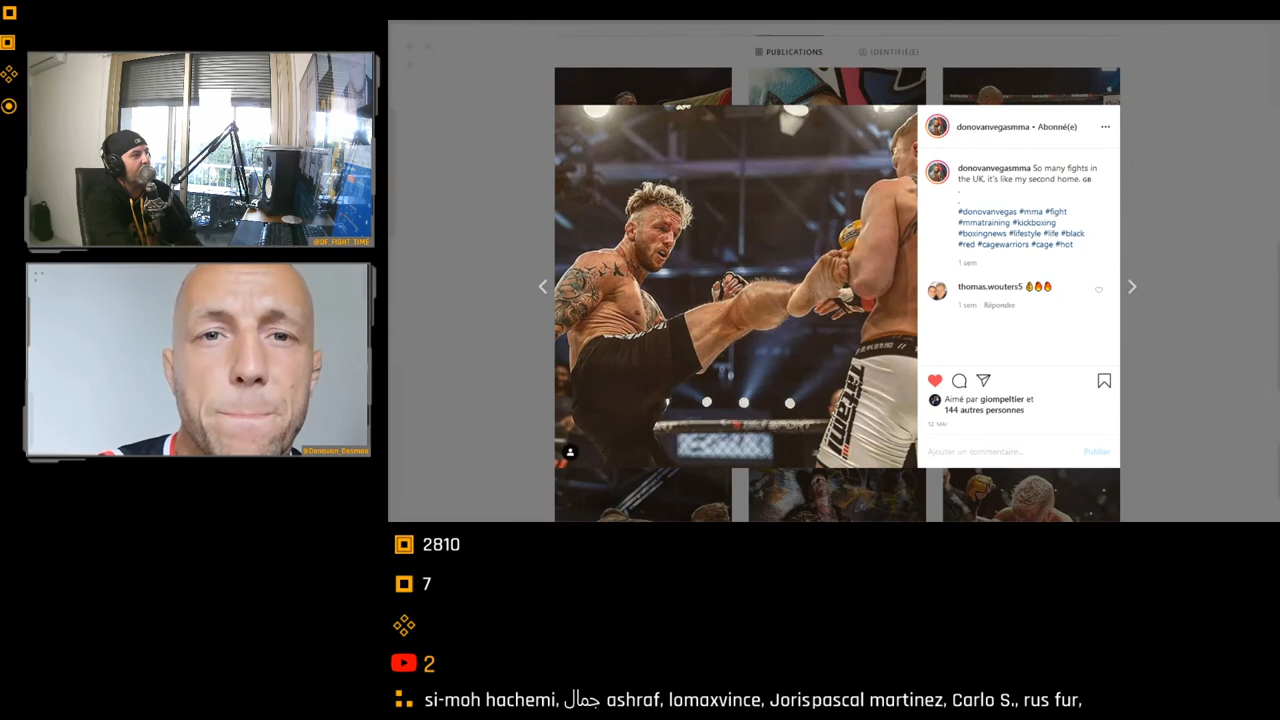 PUBLICATIONS
IDENTIFIÉ(E)
@OF_FIGHT_TIME
@Donovan_Desmae
donovanvegasmma • Abonné(e)
donovanvegasmma So many fights in
the UK, it's like my second home. GB
.
.
#donovanvegas #mma #fight
#mmatraining #kickboxing
#boxingnews #lifestyle #life #black
#red #cagewarriors #cage #hot
1 sem
thomas.wouters5 👌🔥🔥
1 sem Répondre
Aimé par giompeltier et
144 autres personnes
12 MAI
Ajouter un commentaire...
Publier
TATAMI
2810
7
2
si-moh hachemi, جمال ashraf, lomaxvince, Jorispascal martinez, Carlo S., rus fur,